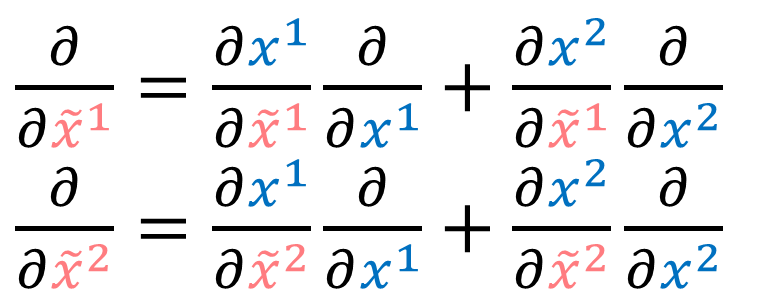 ∂/∂x̃¹ = ∂x¹/∂x̃¹ ∂/∂x¹ + ∂x²/∂x̃¹ ∂/∂x²
∂/∂x̃² = ∂x¹/∂x̃² ∂/∂x¹ + ∂x²/∂x̃² ∂/∂x²